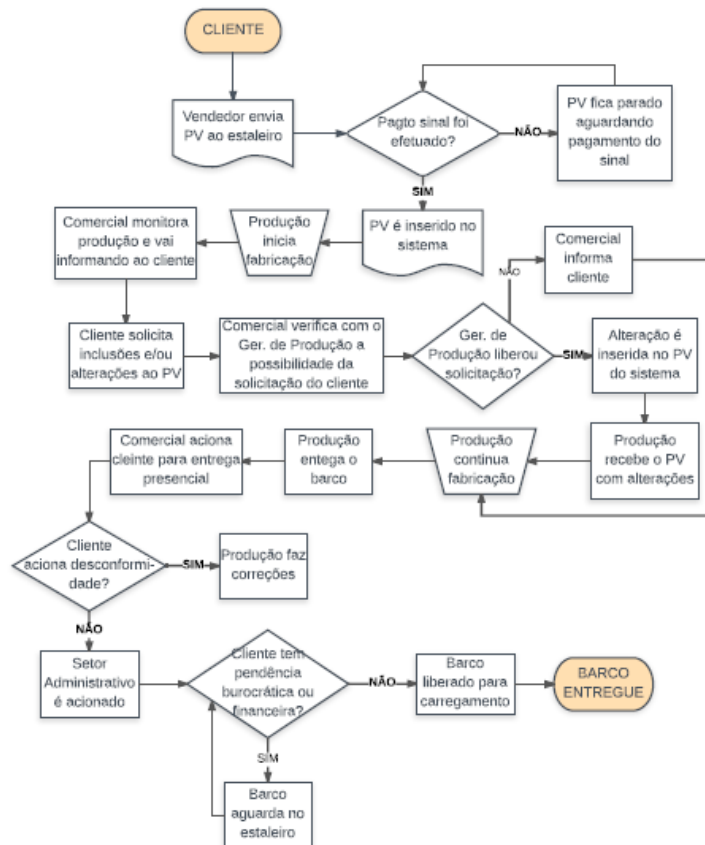 CLIENTE
Vendedor envia
PV ao estaleiro
Pagto sinal foi
efetuado?
NÃO
PV fica parado
aguardando
pagamento do
sinal
SIM
Comercial monitora
produção e vai
informando ao cliente
Produção
inicia
fabricação
PV é inserido no
sistema
Comercial
informa
cliente
NÃO
Cliente solicita
inclusões e/ou
alterações ao PV
Comercial verifica com o
Ger. de Produção a
possibilidade da
solicitação do cliente
Ger. de
Produção liberou
solicitação?
SIM
Alteração é
inserida no PV
do sistema
Comercial aciona
cleinte para entrega
presencial
Produção
entega o
barco
Produção
continua
fabricação
Produção
recebe o PV
com alterações
Cliente
aciona desconformi-
dade?
SIM
Produção faz
correções
NÃO
Setor
Administrativo
é acionado
Cliente tem
pendência
burocrática ou
financeira?
NÃO
Barco
liberado para
carregamento
BARCO
ENTREGUE
SIM
Barco
aguarda no
estaleiro